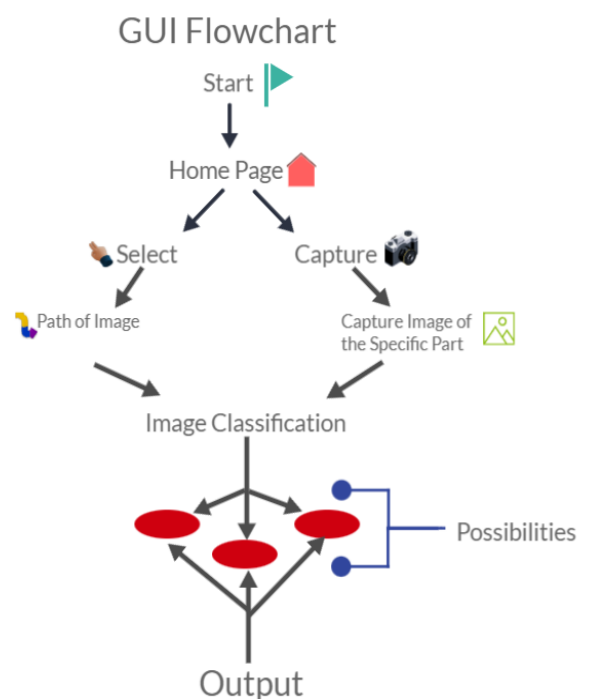 GUI Flowchart
Start
Home Page
Select
Capture
Path of Image
Capture Image of
the Specific Part
Image Classification
Possibilities
Output